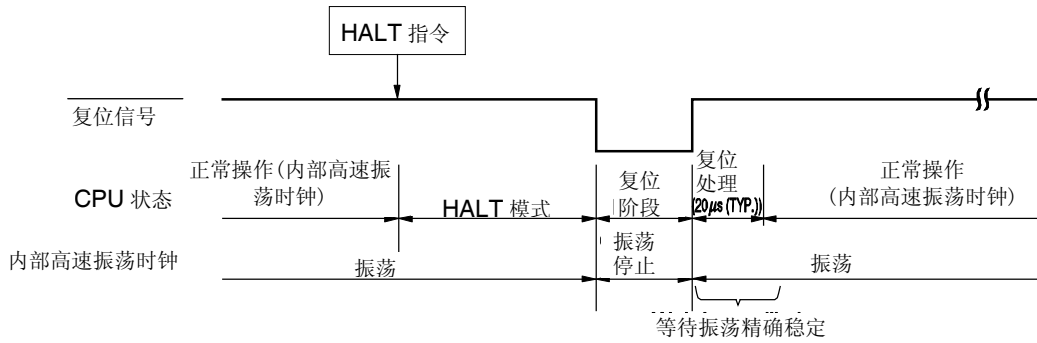 HALT 指令
复位信号
正常操作(内部高速振
荡时钟)
CPU 状态
HALT 模式
复位
阶段
复位
处理
(20μs (TYP.))
正常操作
(内部高速振荡时钟)
内部高速振荡时钟
振荡
振荡
停止
振荡
等待振荡精确稳定